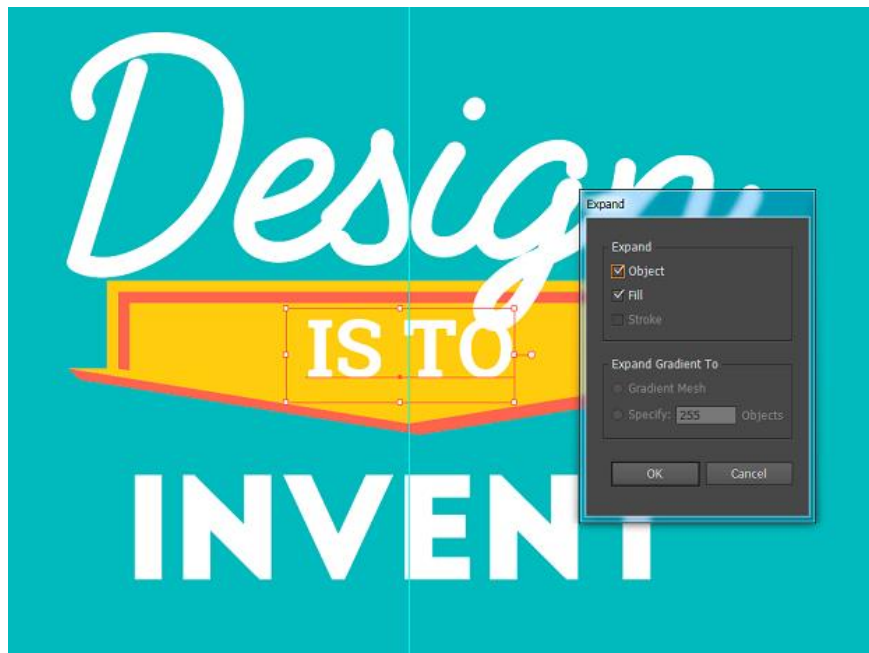 Design
IS TO
INVENT
Expand
Expand
Object
Fill
Stroke
Expand Gradient To
Gradient Mesh
Specify: 255 Objects
OK Cancel